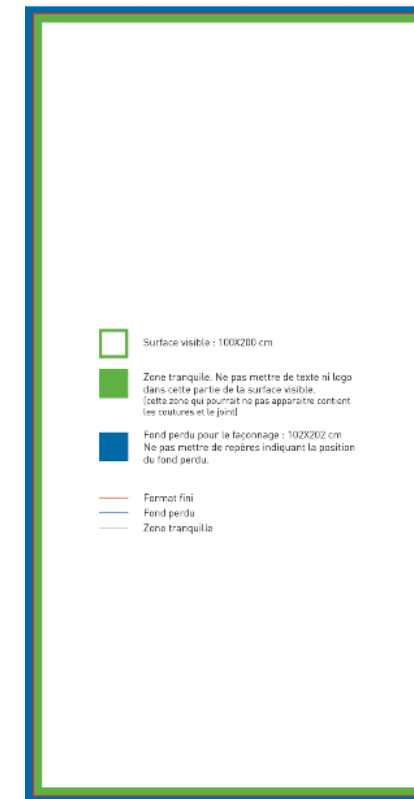 Surface visible : 100X200 cm
Zone tranquile. Ne pas mettre de texte ni logo
dans cette partie de la surface visible.
(cette zone qui pourrait ne pas apparaitre contient
les coutures et le joint)
Fond perdu pour le façonnage : 102X202 cm
Ne pas mettre de repères indiquant la position
du fond perdu.
Format fini
Fond perdu
Zone tranquille